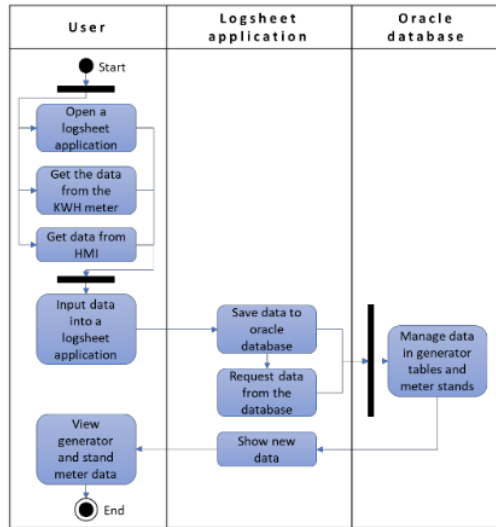 User
Logsheet
application
Oracle
database
Start
Open a
logsheet
application
Get the data
from the
KWH meter
Get data from
HMI
Input data
into a
logsheet
application
Save data to
oracle
database
Request data
from the
database
Manage data
in generator
tables and
meter stands
Show new
data
View
generator
and stand
meter data
End